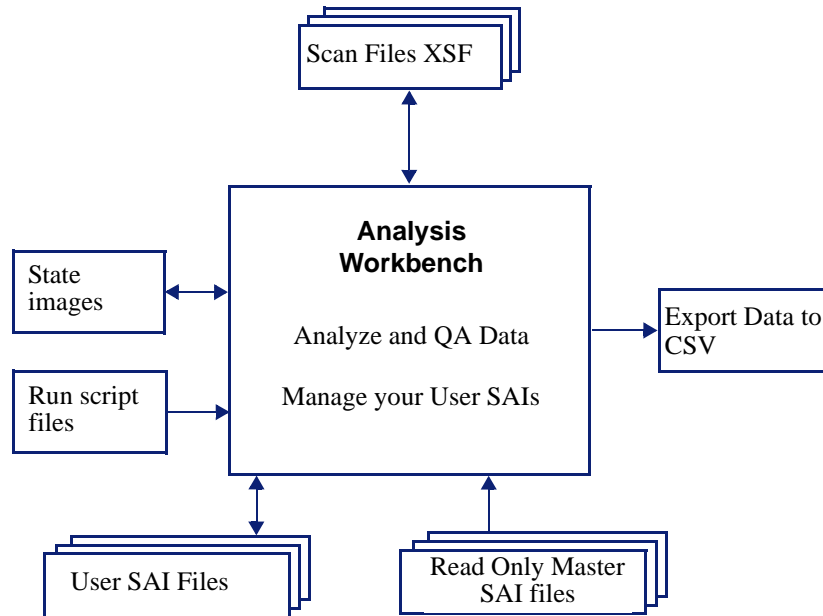 Scan Files XSF
Analysis
Workbench
Analyze and QA Data
Manage your User SAIs
State
images
Run script
files
Export Data to
CSV
User SAI Files
Read Only Master
SAI files